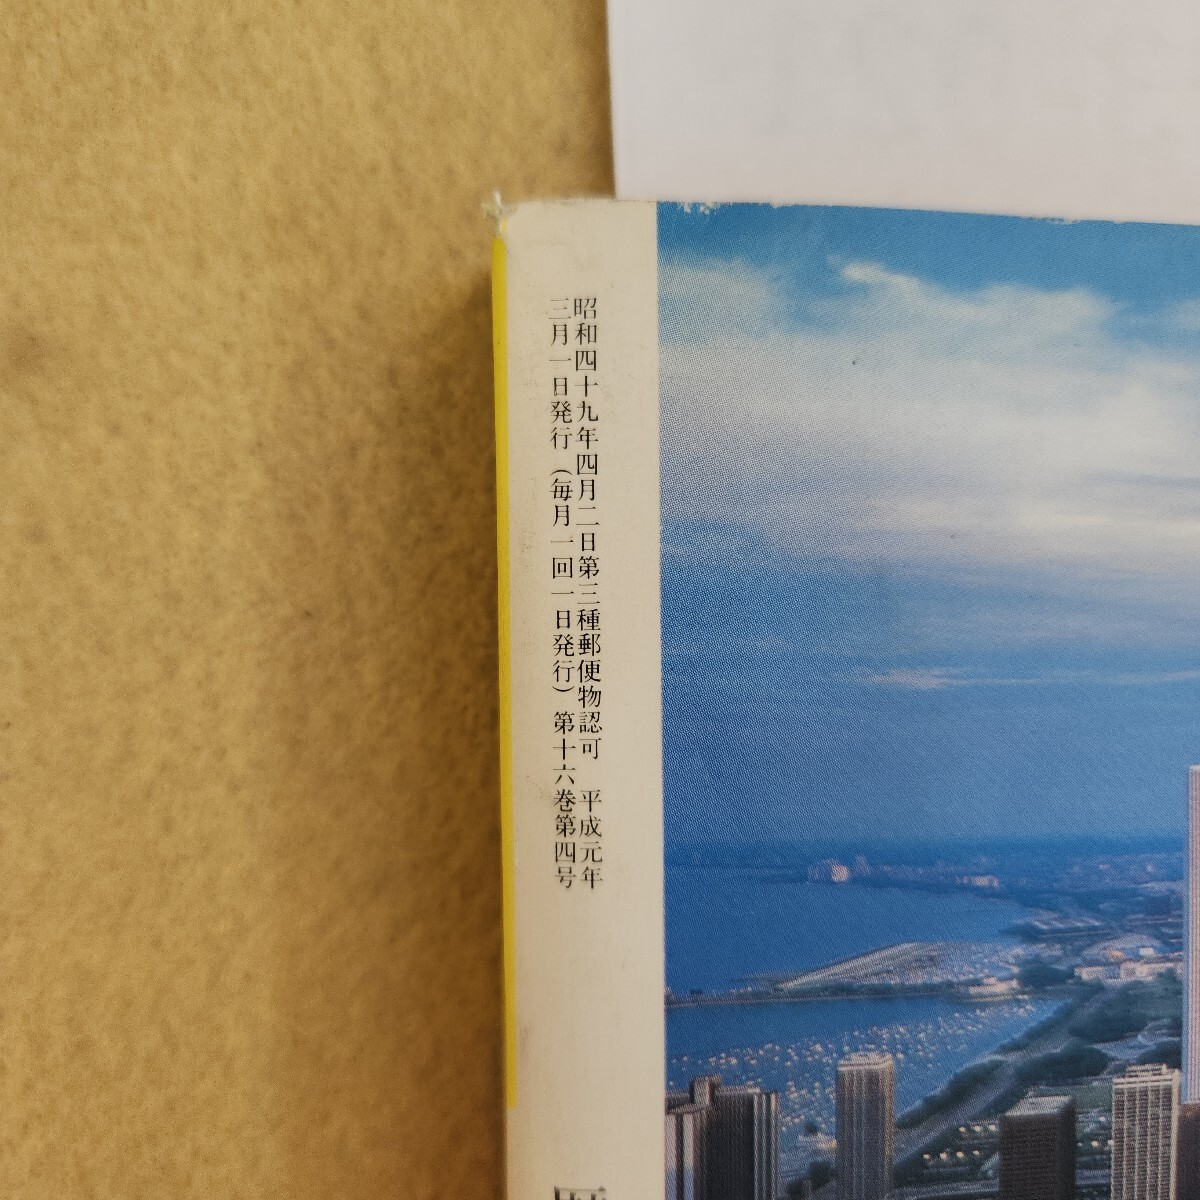 昭和四十九年四月二日第三種郵便物認可　平成元年
三月一日発行（毎月一回一日発行）第十六巻第四号